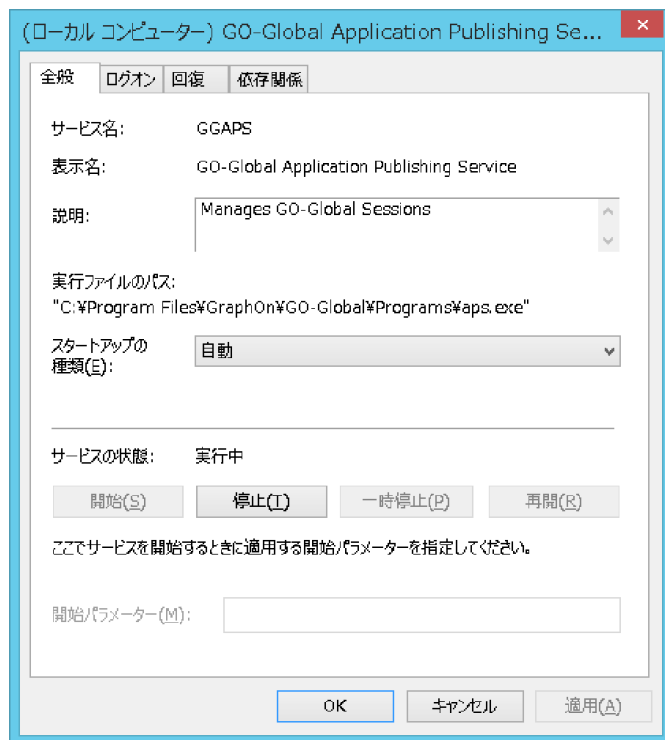 (ローカル コンピューター) GO-Global Application Publishing Se...
全般 ログオン 回復 依存関係
サービス名: GGAPS
表示名: GO-Global Application Publishing Service
説明: Manages GO-Global Sessions
実行ファイルのパス:
"C:¥Program Files¥GraphOn¥GO-Global¥Programs¥aps.exe"
スタートアップの
種類(E): 自動
サービスの状態: 実行中
開始(S) 停止(T) 一時停止(P) 再開(R)
ここでサービスを開始するときに適用する開始パラメーターを指定してください。
開始パラメーター(M):
OK キャンセル 適用(A)